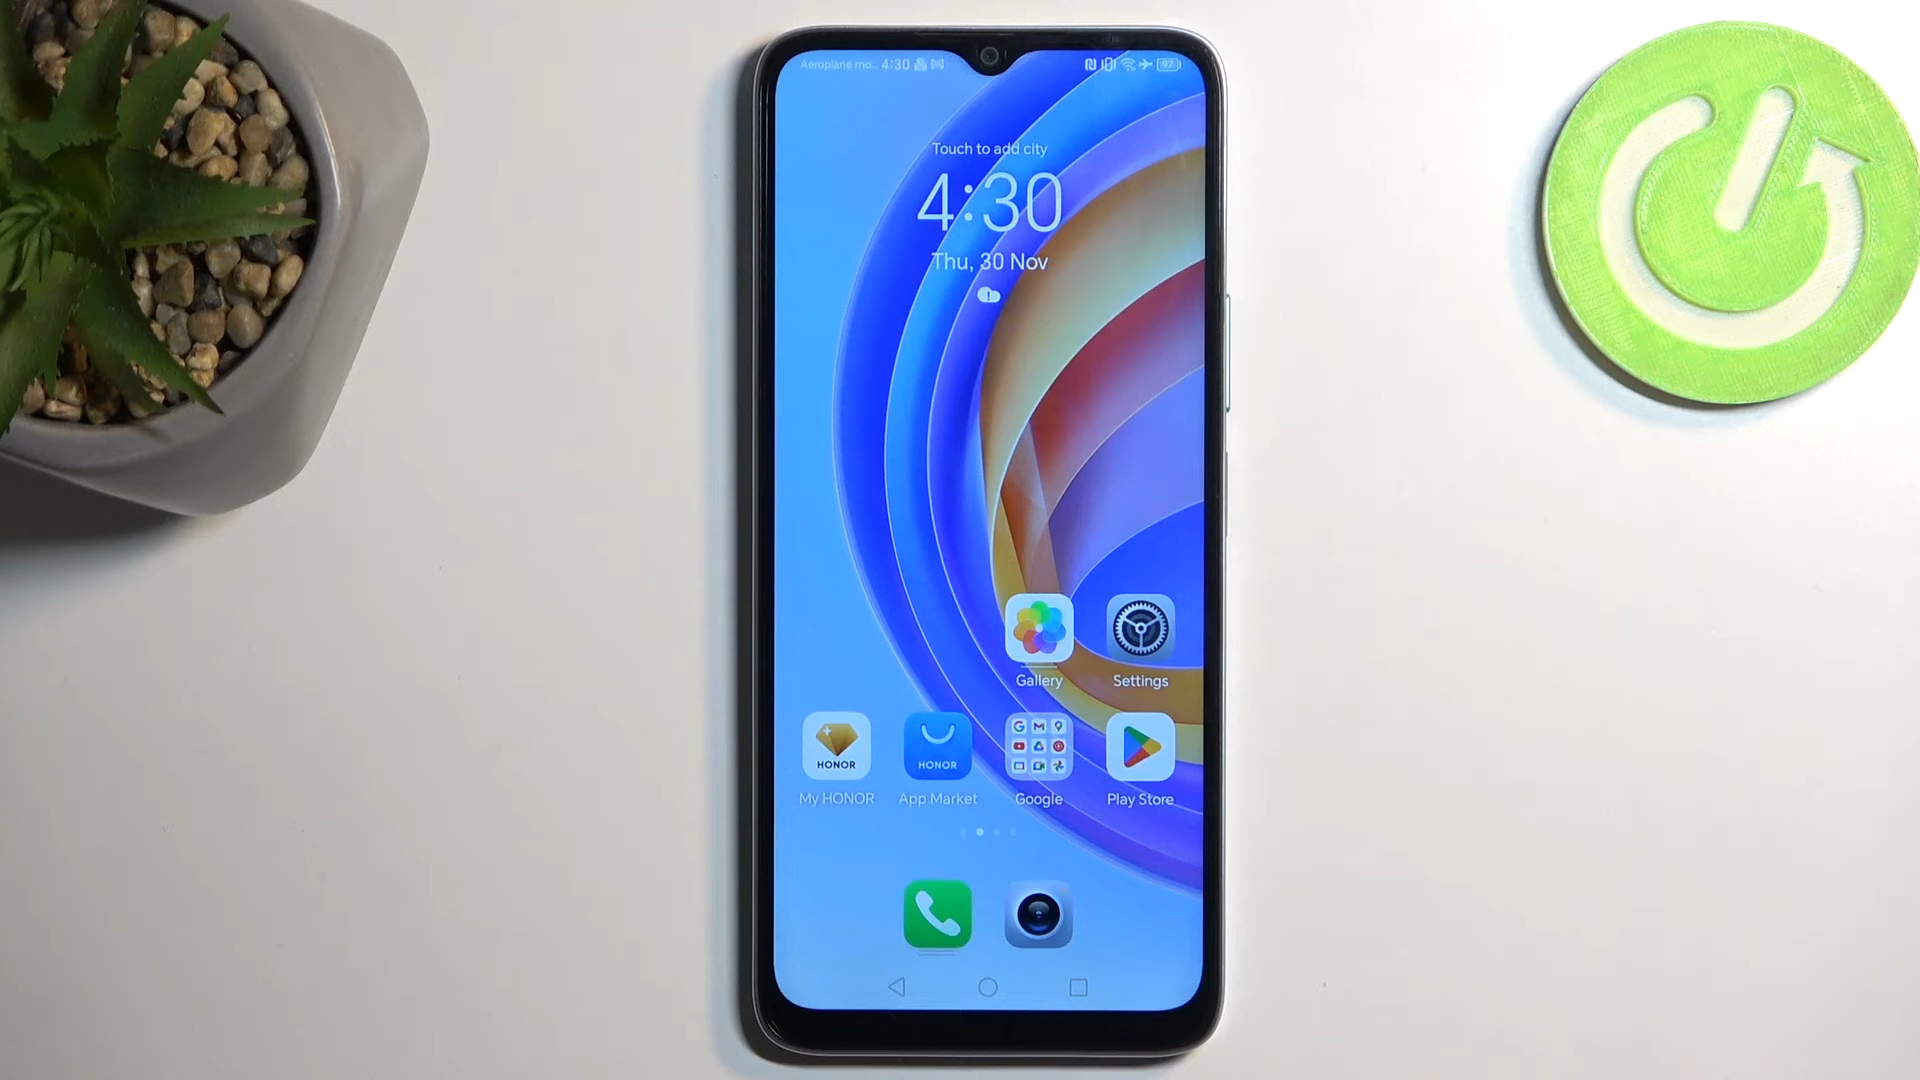 Aeroplane mo... 4:30
97
Touch to add city
4:30
Thu, 30 Nov
Gallery
Settings
HONOR
HONOR
My HONOR
App Market
Google
Play Store